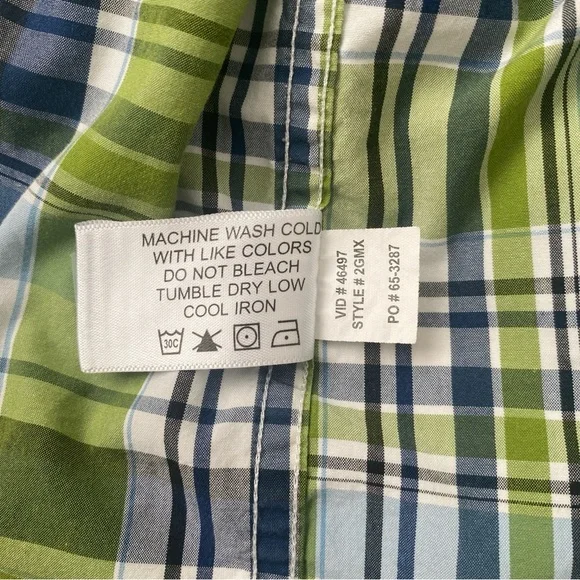 MACHINE WASH COLD
WITH LIKE COLORS
DO NOT BLEACH
TUMBLE DRY LOW
COOL IRON
30C
VID # 46497
STYLE # 2GMX
PO # 65-3287